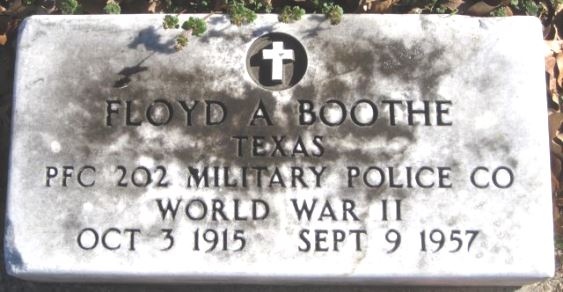 FLOYD A BOOTHE
TEXAS
PFC 202 MILITARY POLICE CO
WORLD WAR II
OCT 3 1915 SEPT 9 1957